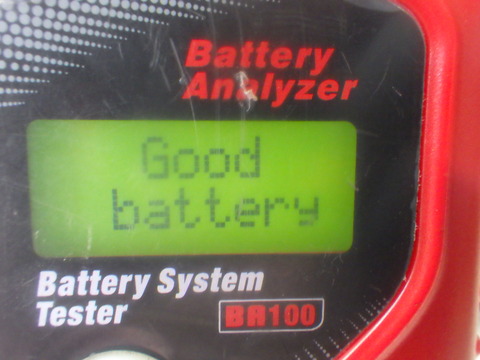 Battery
Analyzer
Good
battery
Battery System
Tester
BA100